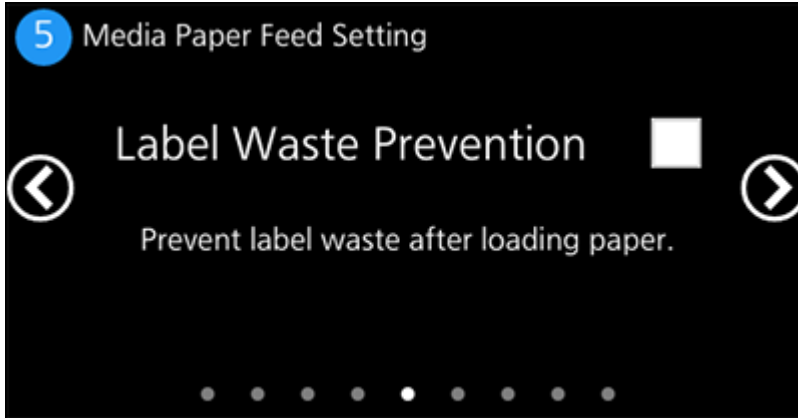 5 Media Paper Feed Setting
Label Waste Prevention
Prevent label waste after loading paper.